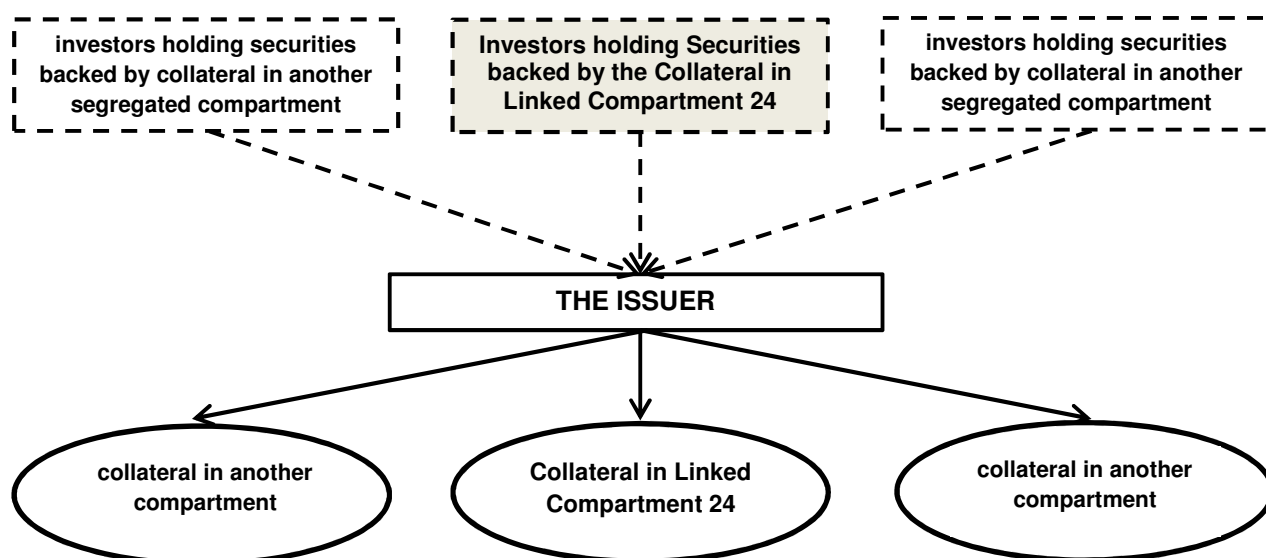 investors holding securities
backed by collateral in another
segregated compartment
Investors holding Securities
backed by the Collateral in
Linked Compartment 24
investors holding securities
backed by collateral in another
segregated compartment
THE ISSUER
collateral in another
compartment
Collateral in Linked
Compartment 24
collateral in another
compartment